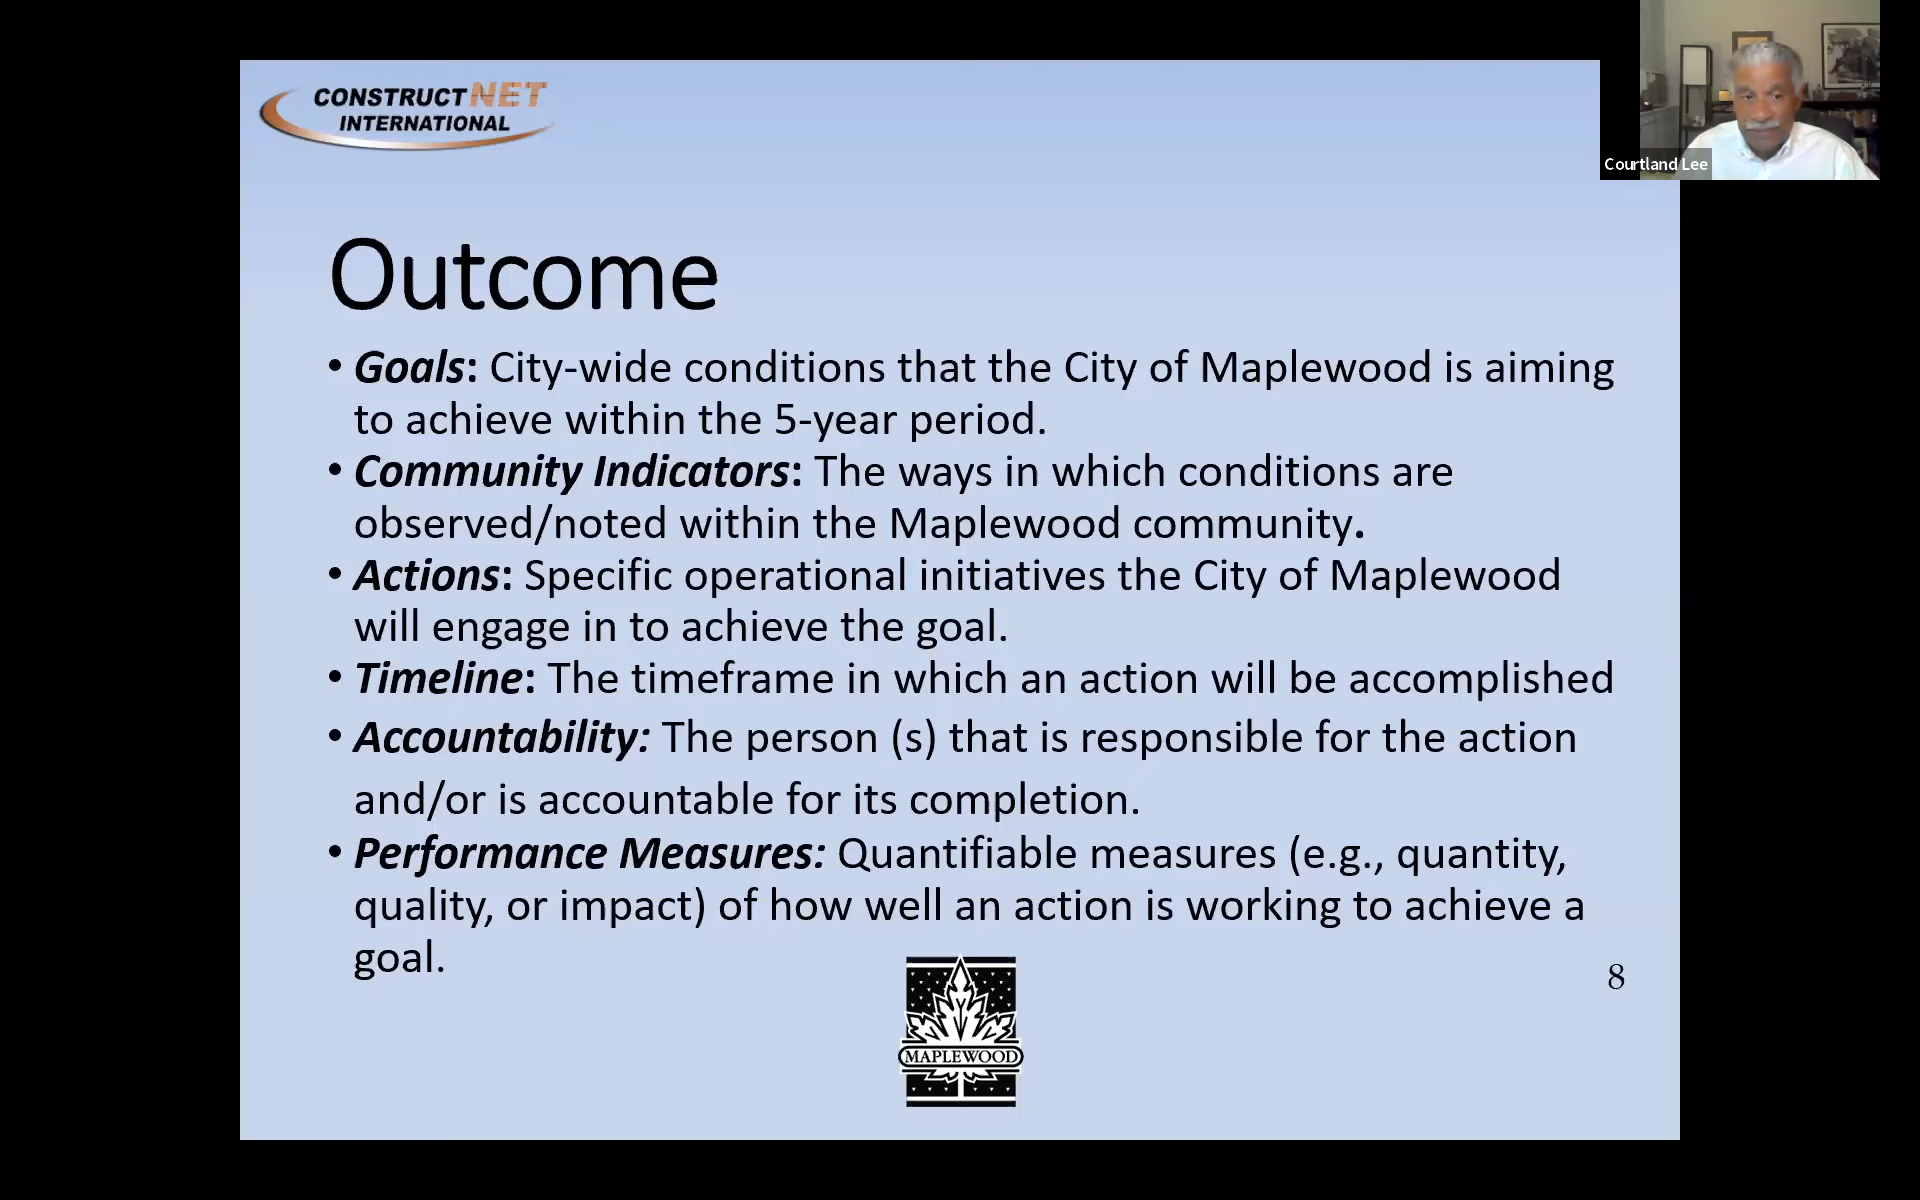 CONSTRUCTNET
INTERNATIONAL
Courtland Lee
Outcome
• Goals: City-wide conditions that the City of Maplewood is aiming
to achieve within the 5-year period.
• Community Indicators: The ways in which conditions are
observed/noted within the Maplewood community.
• Actions: Specific operational initiatives the City of Maplewood
will engage in to achieve the goal.
• Timeline: The timeframe in which an action will be accomplished
• Accountability: The person (s) that is responsible for the action
and/or is accountable for its completion.
• Performance Measures: Quantifiable measures (e.g., quantity,
quality, or impact) of how well an action is working to achieve a
goal.
8
MAPLEWOOD